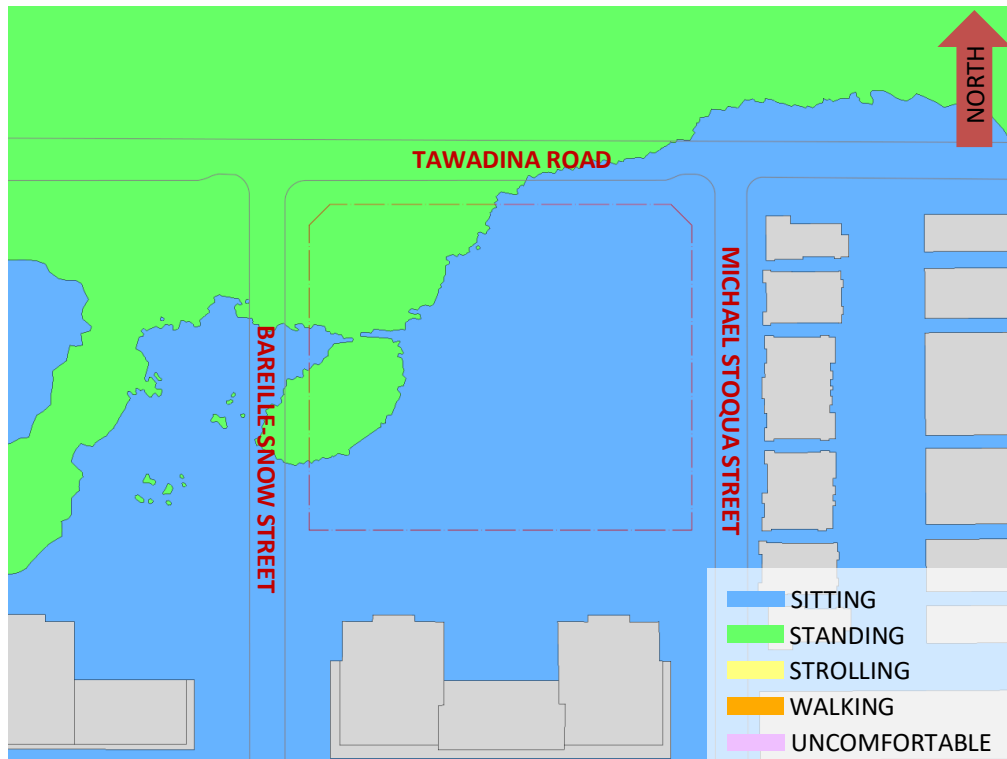 NORTH
TAWADINA ROAD
BAREILLE-SNOW STREET
MICHAEL STOQUA STREET
SITTING
STANDING
STROLLING
WALKING
UNCOMFORTABLE